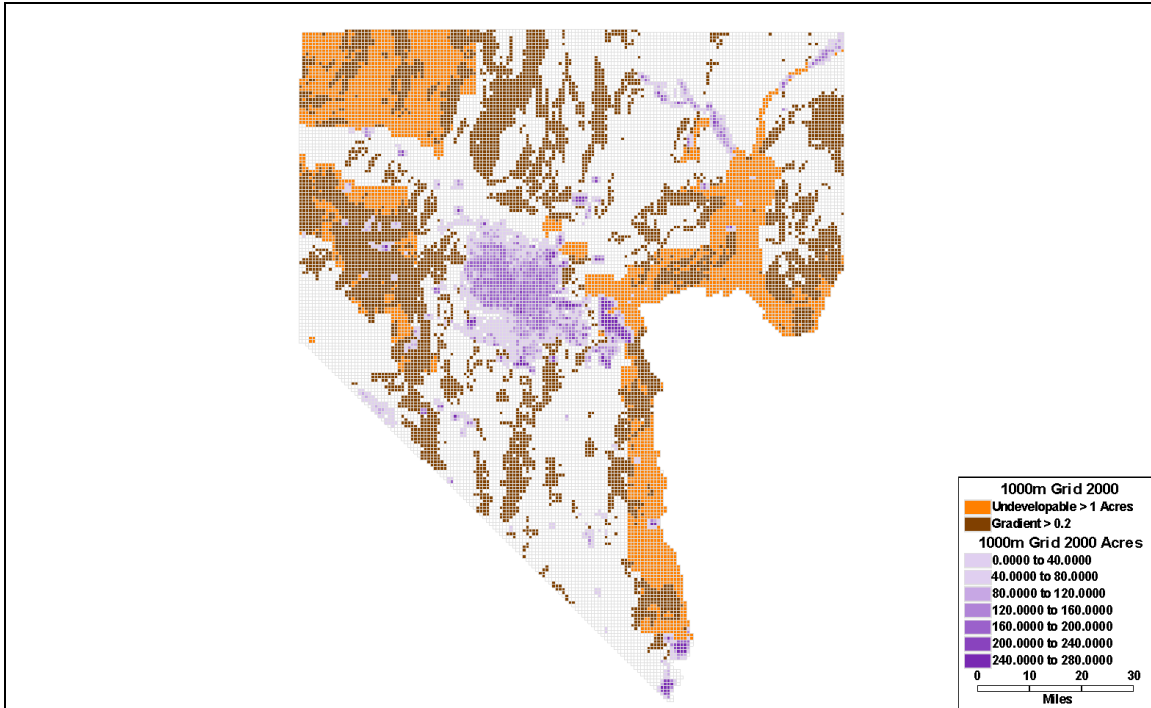 1000m Grid 2000
Undevelopable > 1 Acres
Gradient > 0.2
1000m Grid 2000 Acres
0.0000 to 40.0000
40.0000 to 80.0000
80.0000 to 120.0000
120.0000 to 160.0000
160.0000 to 200.0000
200.0000 to 240.0000
240.0000 to 280.0000
0 10 20 30
Miles